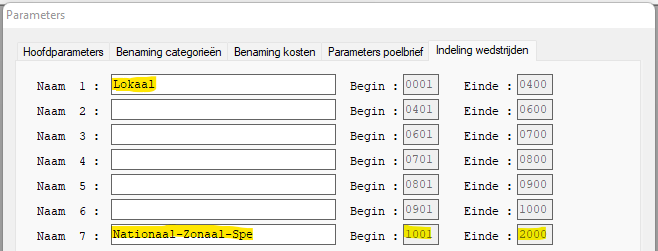 Parameters
Hoofdparameters Benaming categorieën Benaming kosten Parameters poelbrief Indeling wedstrijden
Naam 1 : Lokaal Begin : 0001 Einde : 0400
Naam 2 : Begin : 0401 Einde : 0600
Naam 3 : Begin : 0601 Einde : 0700
Naam 4 : Begin : 0701 Einde : 0800
Naam 5 : Begin : 0801 Einde : 0900
Naam 6 : Begin : 0901 Einde : 1000
Naam 7 : Nationaal-Zonaal-Spe Begin : 1001 Einde : 2000